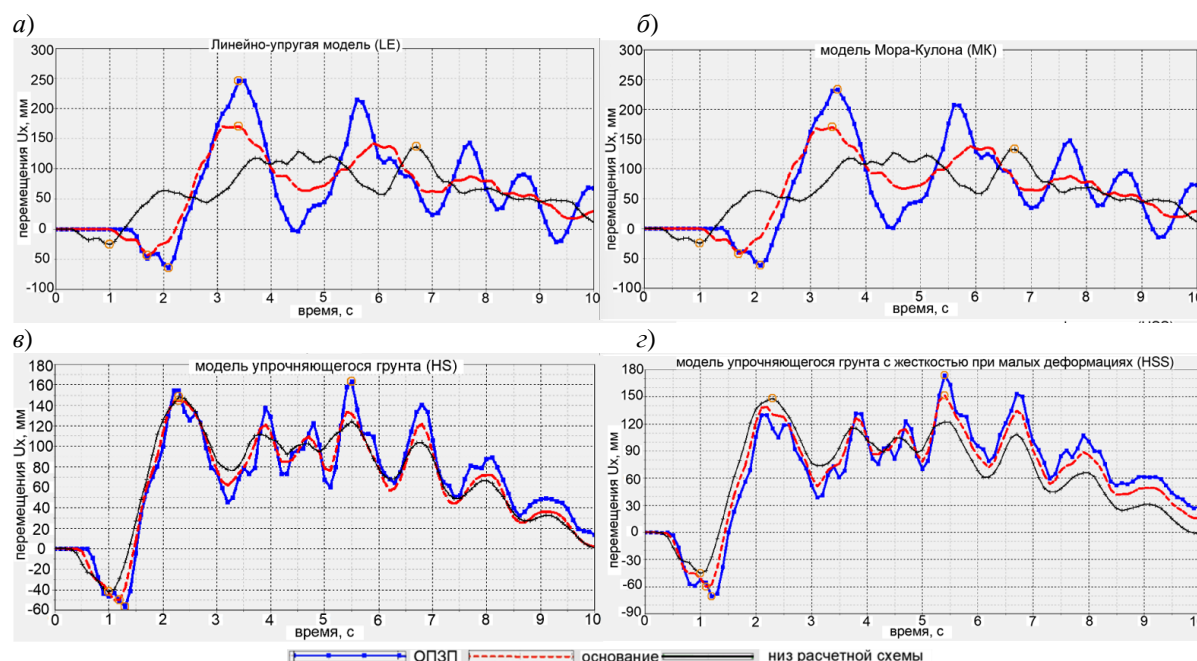 а)
Линейно-упругая модель (LE)
перемещения Ux, мм
300
250
200
150
100
50
0
50
-100
0 1 2 3 4 5 6 7 8 9 10
время, с
б)
модель Мора-Кулона (МК)
перемещения Ux, мм
300
250
200
150
100
50
0
50
-100
0 1 2 3 4 5 6 7 8 9 10
время, с
в)
модель упрочняющегося грунта (HS)
перемещения Ux, мм
180
160
140
120
100
80
60
40
20
0
-20
-40
-60
0 1 2 3 4 5 6 7 8 9 10
время, с
г)
модель упрочняющегося грунта с жесткостью при малых деформациях (HSS)
перемещения Ux, мм
180
150
120
90
60
30
0
-30
-60
-90
0 1 2 3 4 5 6 7 8 9 10
время, с
ОПЗП основание низ расчетной схемы